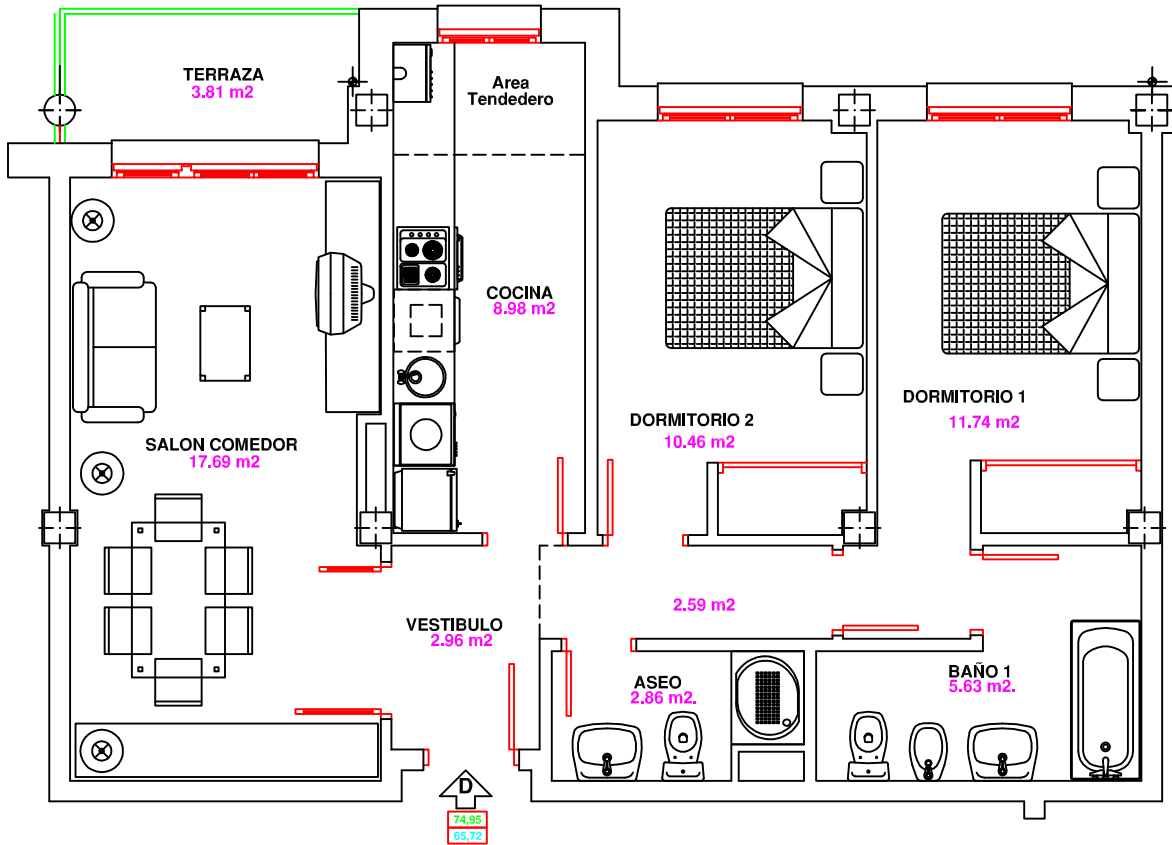 TERRAZA
3.81 m2
Area
Tendedero
COCINA
8.98 m2
DORMITORIO 2
10.46 m2
DORMITORIO 1
11.74 m2
SALON COMEDOR
17.69 m2
VESTIBULO
2.96 m2
2.59 m2
ASEO
2.86 m2.
BAÑO 1
5.63 m2.
D
74,95
65,72